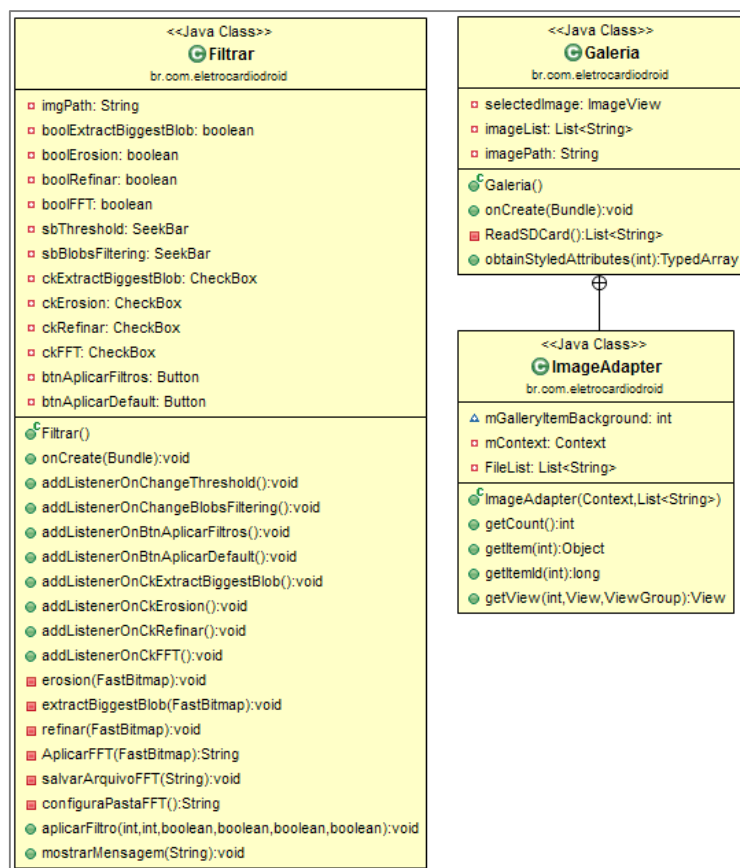 <<Java Class>>
Filtrar
br.com.eletrocardiodroid
imgPath: String
boolExtractBiggestBlob: boolean
boolErosion: boolean
boolRefinar: boolean
boolFFT: boolean
sbThreshold: SeekBar
sbBlobsFiltering: SeekBar
ckExtractBiggestBlob: CheckBox
ckErosion: CheckBox
ckRefinar: CheckBox
ckFFT: CheckBox
btnAplicarFiltros: Button
btnAplicarDefault: Button
Filtrar()
onCreate(Bundle):void
addListenerOnChangeThreshold():void
addListenerOnChangeBlobsFiltering():void
addListenerOnBtnAplicarFiltros():void
addListenerOnBtnAplicarDefault():void
addListenerOnCkExtractBiggestBlob():void
addListenerOnCkErosion():void
addListenerOnCkRefinar():void
addListenerOnCkFFT():void
erosion(FastBitmap):void
extractBiggestBlob(FastBitmap):void
refinar(FastBitmap):void
AplicarFFT(FastBitmap):String
salvarArquivoFFT(String):void
configuraPastaFFT():String
aplicarFiltro(int,int,boolean,boolean,boolean,boolean):void
mostrarMensagem(String):void
<<Java Class>>
Galeria
br.com.eletrocardiodroid
selectedImage: ImageView
imageList: List<String>
imagePath: String
Galeria()
onCreate(Bundle):void
ReadSDCard():List<String>
obtainStyledAttributes(int):TypedArray
<<Java Class>>
ImageAdapter
br.com.eletrocardiodroid
mGalleryItemBackground: int
mContext: Context
FileList: List<String>
ImageAdapter(Context,List<String>)
getCount():int
getItem(int):Object
getItemId(int):long
getView(int,View,ViewGroup):View